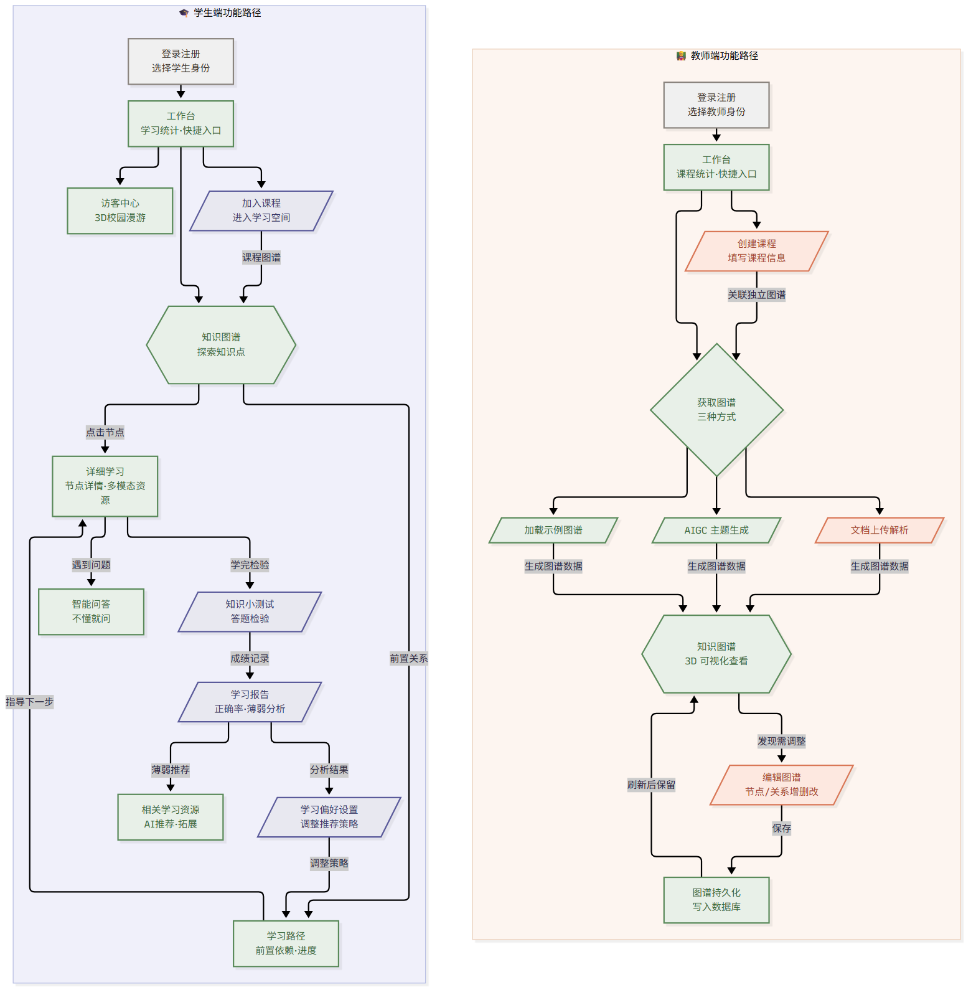 🎓 学生端功能路径
登录注册
选择学生身份
工作台
学习统计·快捷入口
访客中心
3D校园漫游
加入课程
进入学习空间
课程图谱
知识图谱
探索知识点
点击节点
详细学习
节点详情·多模态资
源
遇到问题
学完检验
智能问答
不懂就问
知识小测试
答题检验
成绩记录
前置关系
学习报告
正确率·薄弱分析
指导下一步
薄弱推荐
分析结果
相关学习资源
AI推荐·拓展
学习偏好设置
调整推荐策略
调整策略
学习路径
前置依赖·进度
👨‍🏫 教师端功能路径
登录注册
选择教师身份
工作台
课程统计·快捷入口
创建课程
填写课程信息
关联独立图谱
获取图谱
三种方式
加载示例图谱
AIGC 主题生成
文档上传解析
生成图谱数据
生成图谱数据
生成图谱数据
知识图谱
3D 可视化查看
发现需调整
刷新后保留
编辑图谱
节点/关系增删改
保存
图谱持久化
写入数据库